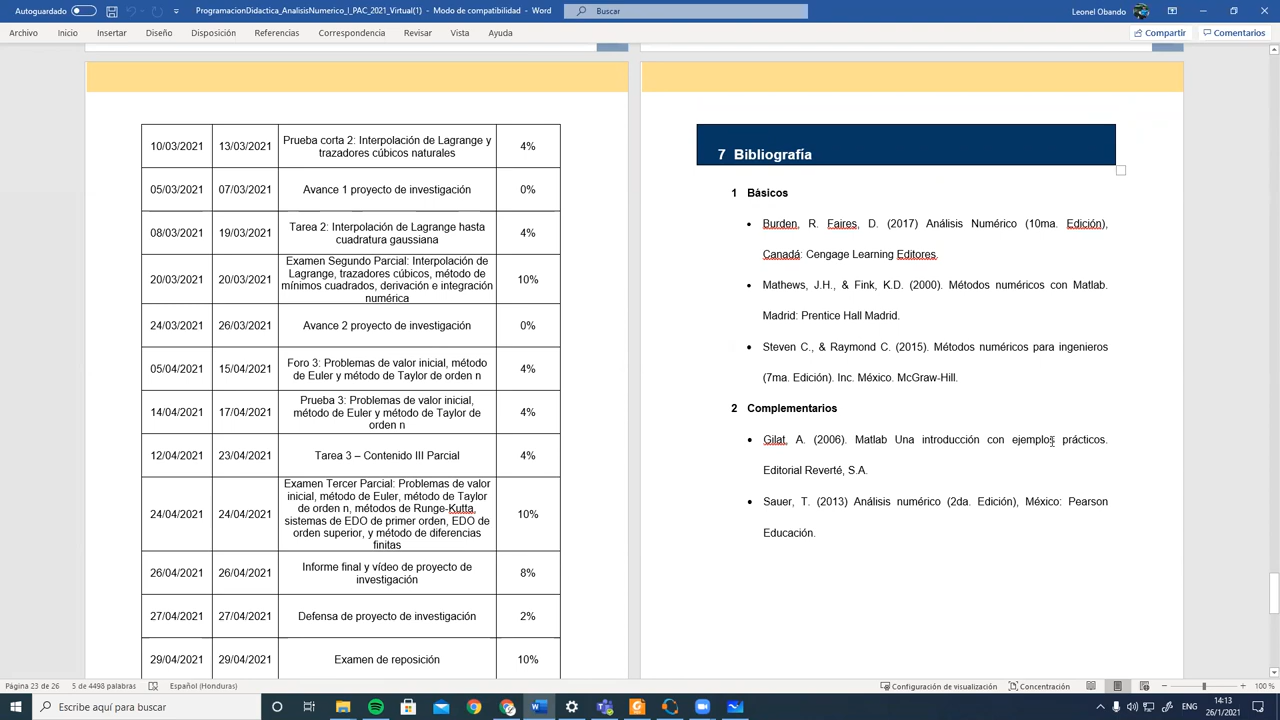 Autoguardado
ProgramacionDidactica_AnalisisNumerico_I_PAC_2021_Virtual(1) - Modo de compatibilidad - Word
Buscar
Leonel Obando
Archivo Inicio Insertar Diseño Disposición Referencias Correspondencia Revisar Vista Ayuda
Compartir Comentarios
10/03/2021 13/03/2021 Prueba corta 2: Interpolación de Lagrange y
trazadores cúbicos naturales 4%
05/03/2021 07/03/2021 Avance 1 proyecto de investigación 0%
08/03/2021 19/03/2021 Tarea 2: Interpolación de Lagrange hasta
cuadratura gaussiana 4%
20/03/2021 20/03/2021 Examen Segundo Parcial: Interpolación de
Lagrange, trazadores cúbicos, método de
mínimos cuadrados, derivación e integración
numérica 10%
24/03/2021 26/03/2021 Avance 2 proyecto de investigación 0%
05/04/2021 15/04/2021 Foro 3: Problemas de valor inicial, método
de Euler y método de Taylor de orden n 4%
14/04/2021 17/04/2021 Prueba 3: Problemas de valor inicial,
método de Euler y método de Taylor de
orden n 4%
12/04/2021 23/04/2021 Tarea 3 – Contenido III Parcial 4%
24/04/2021 24/04/2021 Examen Tercer Parcial: Problemas de valor
inicial, método de Euler, método de Taylor
de orden n, métodos de Runge-Kutta,
sistemas de EDO de primer orden, EDO de
orden superior, y método de diferencias
finitas 10%
26/04/2021 26/04/2021 Informe final y vídeo de proyecto de
investigación 8%
27/04/2021 27/04/2021 Defensa de proyecto de investigación 2%
29/04/2021 29/04/2021 Examen de reposición 10%
7 Bibliografía
1 Básicos
• Burden, R. Faires, D. (2017) Análisis Numérico (10ma. Edición),
Canadá: Cengage Learning Editores.
• Mathews, J.H., & Fink, K.D. (2000). Métodos numéricos con Matlab.
Madrid: Prentice Hall Madrid.
• Steven C., & Raymond C. (2015). Métodos numéricos para ingenieros
(7ma. Edición). Inc. México. McGraw-Hill.
2 Complementarios
• Gilat, A. (2006). Matlab Una introducción con ejemplos prácticos.
Editorial Reverté, S.A.
• Sauer, T. (2013) Análisis numérico (2da. Edición), México: Pearson
Educación.
Página 23 de 26 5 de 4498 palabras Español (Honduras)
Configuración de visualización Concentración 100 %
Escribe aquí para buscar
14:13
26/1/2021